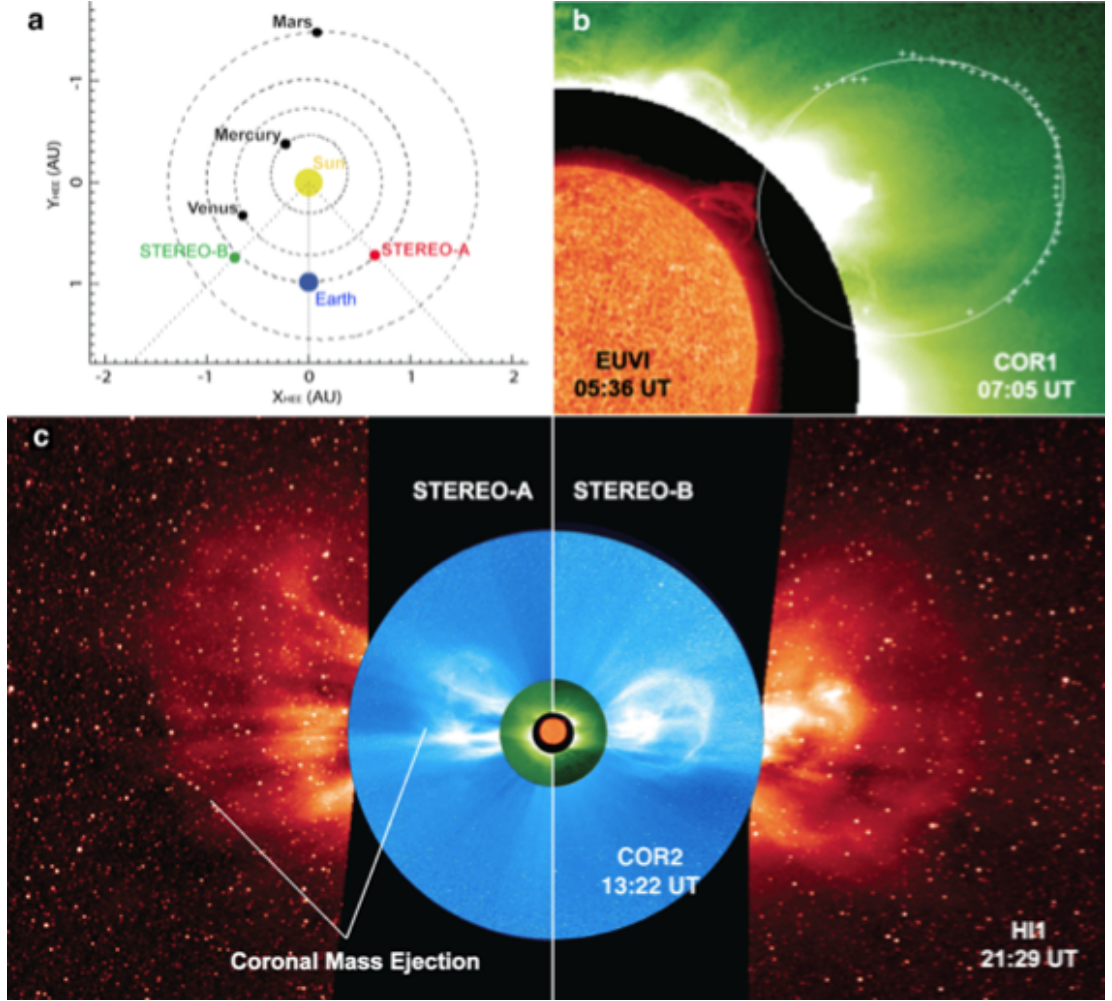 a
Mars
Mercury
Sun
Venus
STEREO-B
STEREO-A
Earth
-1
0
1
Y HEE (AU)
-2
-1
0
1
2
X HEE (AU)
b
EUVI
05:36 UT
COR1
07:05 UT
c
STEREO-A
STEREO-B
COR2
13:22 UT
Coronal Mass Ejection
HI1
21:29 UT